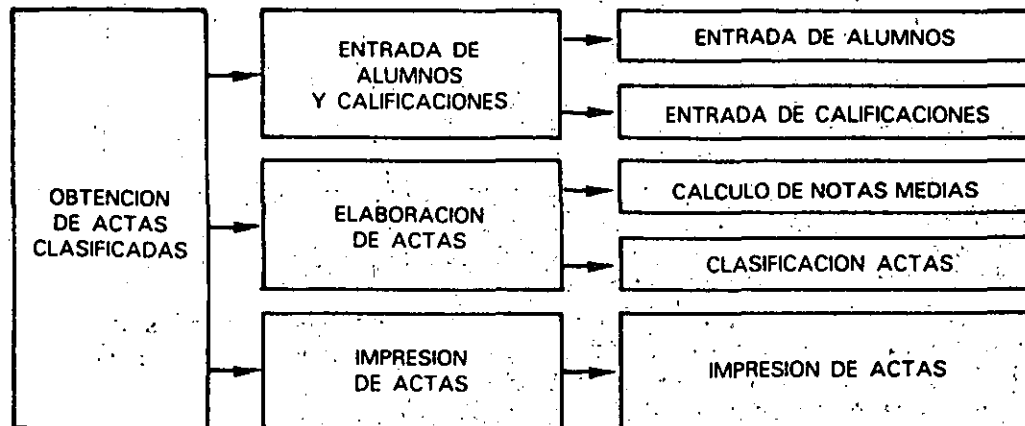 OBTENCION
DE ACTAS
CLASIFICADAS
ENTRADA DE
ALUMNOS
Y CALIFICACIONES
ENTRADA DE ALUMNOS
ENTRADA DE CALIFICACIONES
ELABORACION
DE ACTAS
CALCULO DE NOTAS MEDIAS
CLASIFICACION ACTAS
IMPRESION
DE ACTAS
IMPRESION DE ACTAS